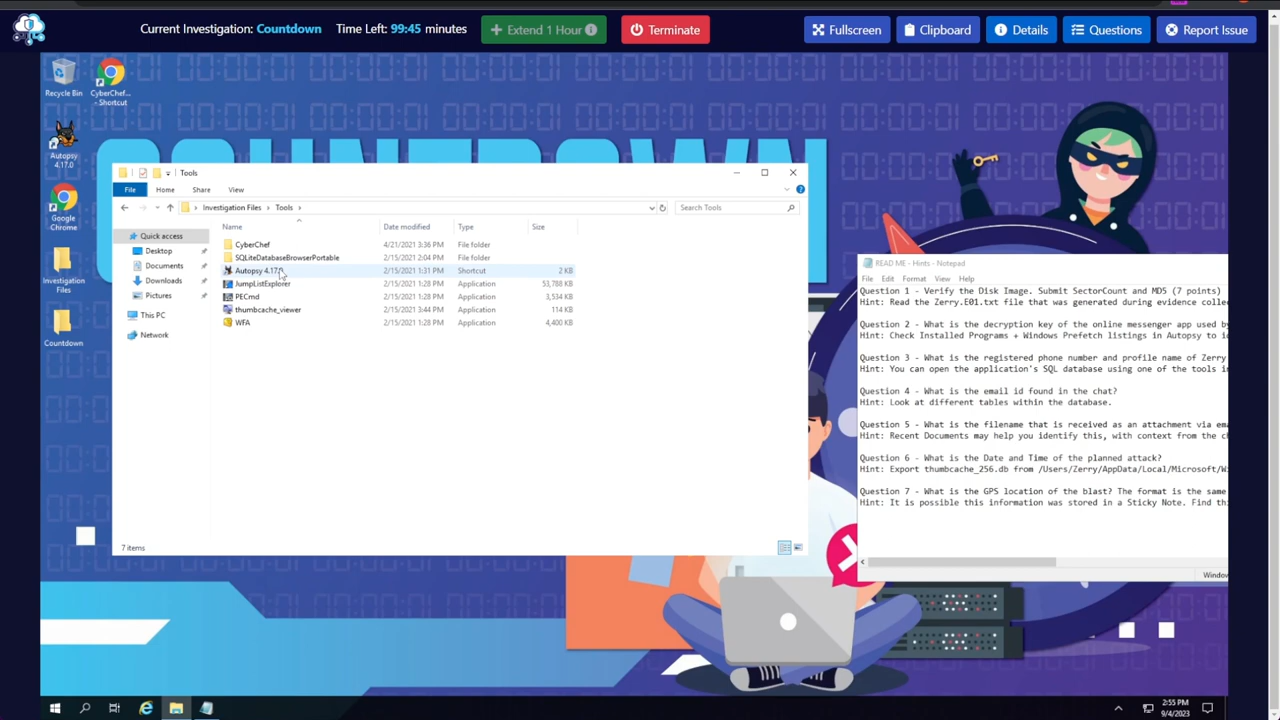 Current Investigation: Countdown
Time Left: 99:45 minutes
Extend 1 Hour
Terminate
Fullscreen
Clipboard
Details
Questions
Report Issue
Recycle Bin
CyberChef... - Shortcut
Autopsy 4.17.0
Google Chrome
Investigation Files
Countdown
COUNTDOWN
Tools
File Home Share View
Investigation Files > Tools >
Search Tools
Name Date modified Type Size
Quick access
Desktop
Documents
Downloads
Pictures
This PC
Network
CyberChef 4/21/2021 3:36 PM File folder
SQLiteDatabaseBrowserPortable 2/15/2021 2:04 PM File folder
Autopsy 4.17.0 2/15/2021 1:31 PM Shortcut 2 KB
JumpListExplorer 2/15/2021 1:28 PM Application 53,788 KB
PECmd 2/15/2021 1:28 PM Application 3,534 KB
thumbcache_viewer 2/15/2021 3:44 PM Application 114 KB
WFA 2/15/2021 1:28 PM Application 4,400 KB
7 items
READ ME - Hints - Notepad
File Edit Format View Help
Question 1 - Verify the Disk Image. Submit SectorCount and MD5 (7 points)
Hint: Read the Zerry.E01.txt file that was generated during evidence collec
Question 2 - What is the decryption key of the online messenger app used by
Hint: Check Installed Programs + Windows Prefetch listings in Autopsy to i
Question 3 - What is the registered phone number and profile name of Zerry
Hint: You can open the application's SQL database using one of the tools i
Question 4 - What is the email id found in the chat?
Hint: Look at different tables within the database.
Question 5 - What is the filename that is received as an attachment via ema
Hint: Recent Documents may help you identify this, with context from the ch
Question 6 - What is the Date and Time of the planned attack?
Hint: Export thumbcache_256.db from /Users/Zerry/AppData/Local/Microsoft/Wi
Question 7 - What is the GPS location of the blast? The format is the same
Hint: It is possible this information was stored in a Sticky Note. Find thi
Window
2:55 PM
9/4/2023